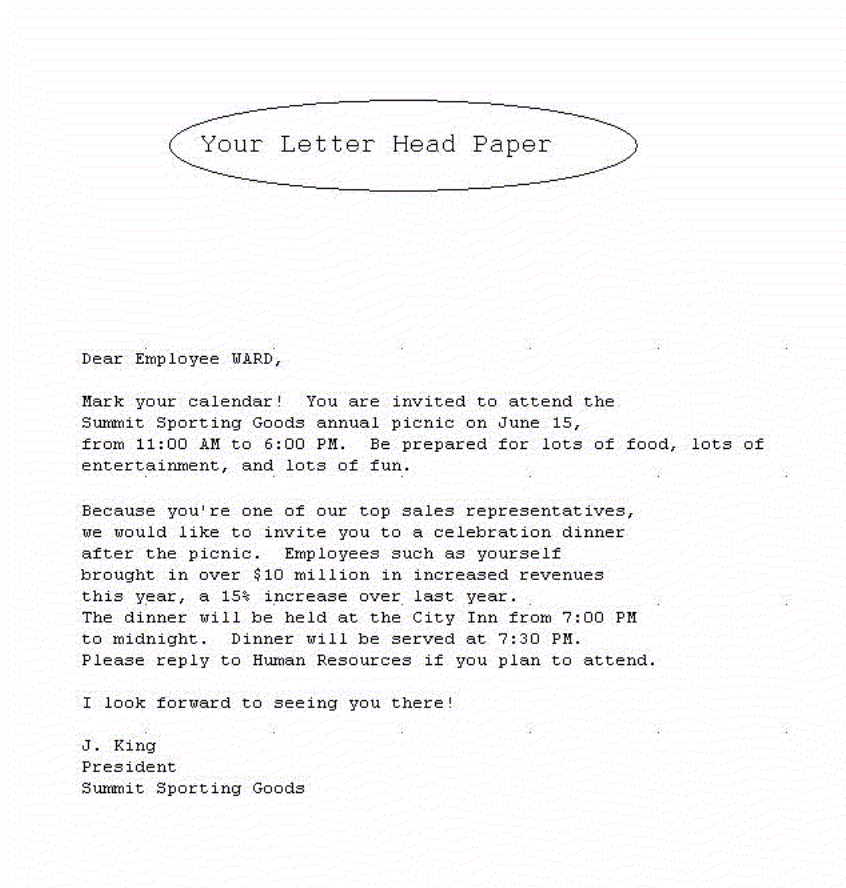 Your Letter Head Paper
Dear Employee WARD,
Mark your calendar!  You are invited to attend the
Summit Sporting Goods annual picnic on June 15,
from 11:00 AM to 6:00 PM.  Be prepared for lots of food, lots of
entertainment, and lots of fun.
Because you're one of our top sales representatives,
we would like to invite you to a celebration dinner
after the picnic.  Employees such as yourself
brought in over $10 million in increased revenues
this year, a 15% increase over last year.
The dinner will be held at the City Inn from 7:00 PM
to midnight.  Dinner will be served at 7:30 PM.
Please reply to Human Resources if you plan to attend.
I look forward to seeing you there!
J. King
President
Summit Sporting Goods